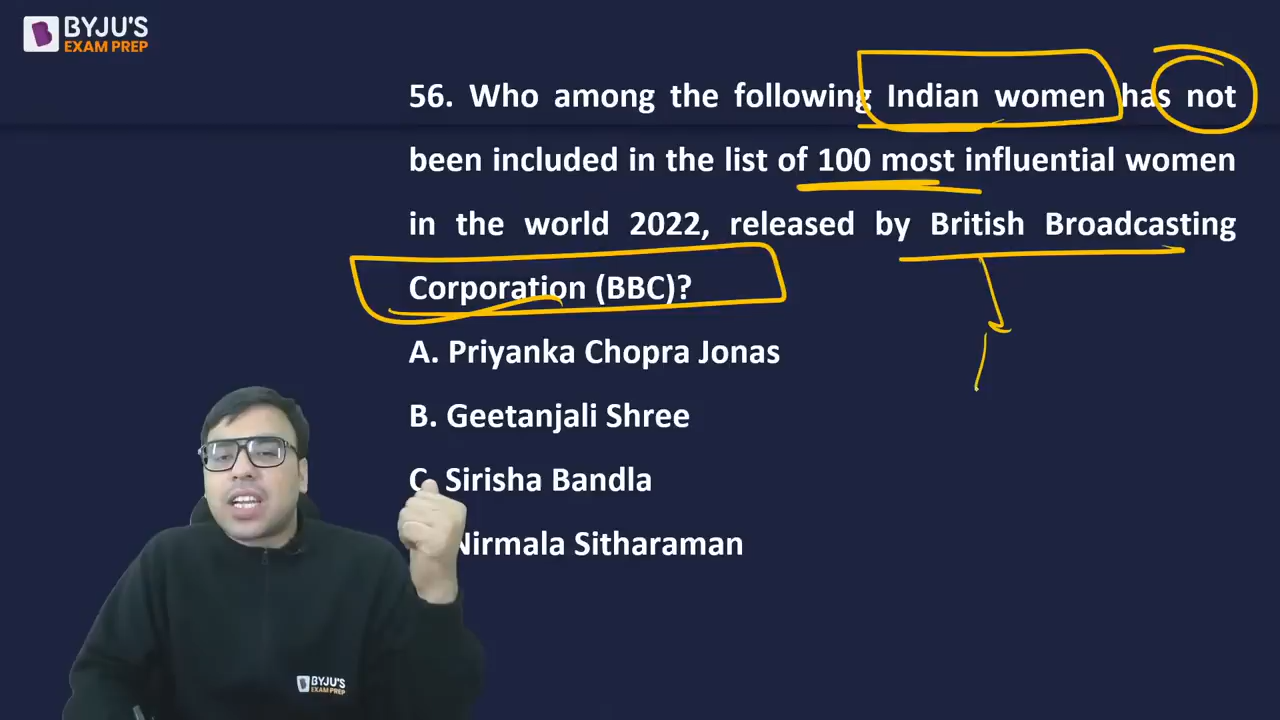 BYJU'S
EXAM PREP
56. Who among the following Indian women has not
been included in the list of 100 most influential women
in the world 2022, released by British Broadcasting
Corporation (BBC)?
A. Priyanka Chopra Jonas
B. Geetanjali Shree
C. Sirisha Bandla
Nirmala Sitharaman
BYJU'S
EXAM PREP